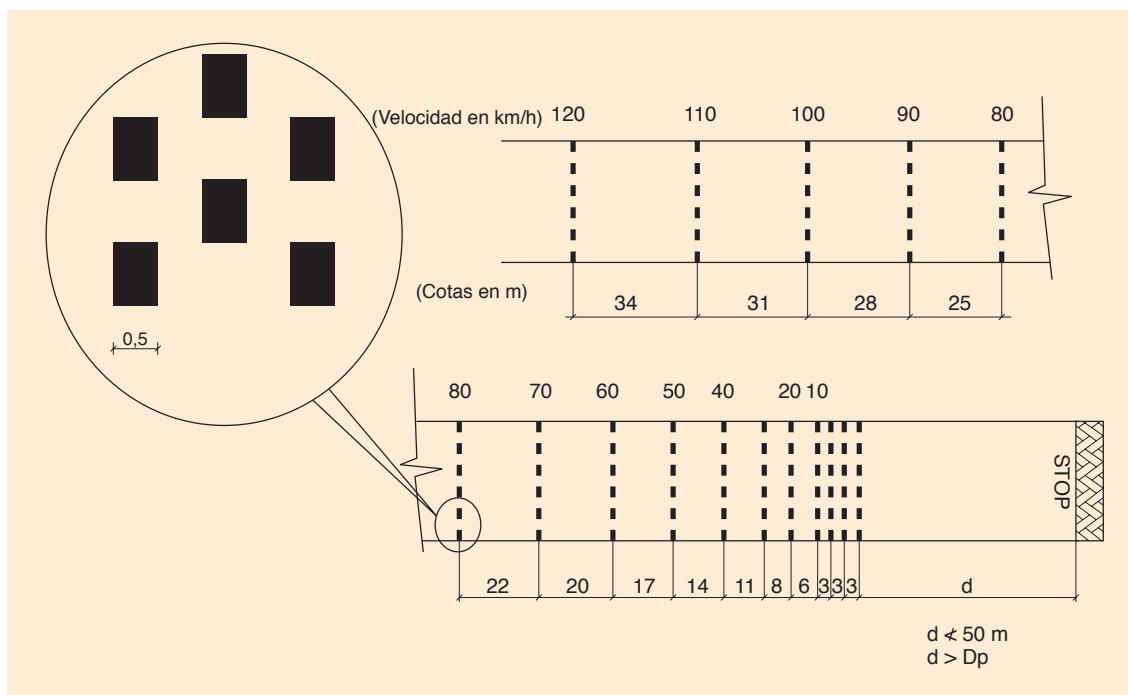 (Velocidad en km/h) 120 110 100 90 80
(Cotas en m)
34 31 28 25
0,5
80 70 60 50 40 20 10
STOP
22 20 17 14 11 8 6 3 3 3 d
d ≮ 50 m
d > Dp